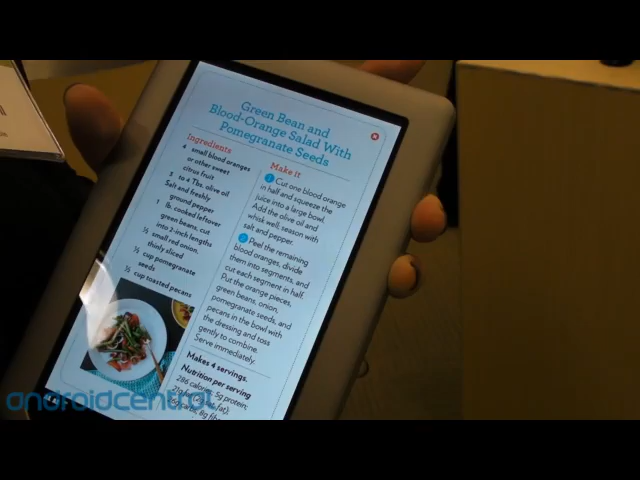 Green Bean and
Blood-Orange Salad With
Pomegranate Seeds
Ingredients
4 small blood oranges
or other sweet
citrus fruit
3 to 4 Tbs. olive oil
Salt and freshly
ground pepper
1 lb. cooked leftover
green beans, cut
into 2-inch lengths
½ small red onion,
thinly sliced
½ cup pomegranate
seeds
½ cup toasted pecans
Make it
1 Cut one blood orange
in half and squeeze the
juice into a large bowl.
Add the olive oil and
whisk well, season with
salt and pepper.
2 Peel the remaining
blood oranges, divide
them into segments, and
cut each segment in half.
Put the orange pieces,
green beans, onion,
pomegranate seeds, and
pecans in the bowl with
the dressing and toss
gently to combine.
Serve immediately.
Makes 4 servings.
Nutrition per serving
286 calories; 5g protein;
androidcentral